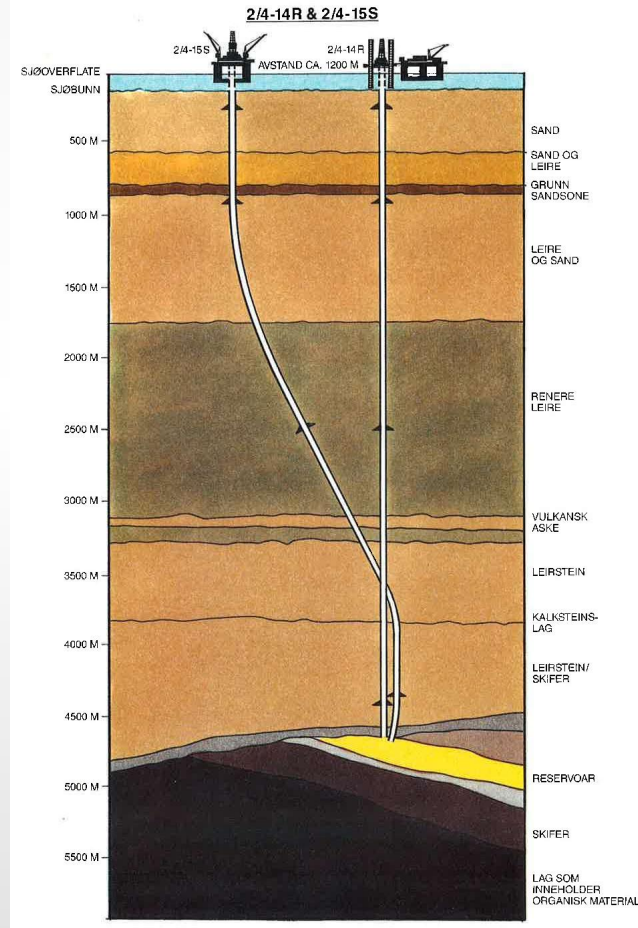 2/4-14R & 2/4-15S
2/4-15S
2/4-14R
AVSTAND CA. 1200 M
SJØOVERFLATE
SJØBUNN
SAND
500 M
SAND OG
LEIRE
GRUNN
SANDSONE
1000 M
LEIRE
OG SAND
1500 M
2000 M
RENERE
LEIRE
2500 M
3000 M
VULKANSK
ASKE
3500 M
LEIRSTEIN
KALKSTEINS-
LAG
4000 M
LEIRSTEIN/
SKIFER
4500 M
RESERVOAR
5000 M
SKIFER
5500 M
LAG SOM
INNEHOLDER
ORGANISK MATERIAL